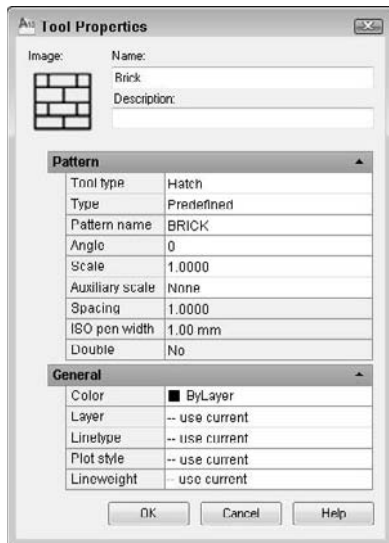 Tool Properties
Image:
Name:
Brick
Description:
Pattern
Tool type Hatch
Type Predefined
Pattern name BRICK
Angle 0
Scale 1.0000
Auxiliary scale None
Spacing 1.0000
ISO pen width 1.00 mm
Double No
General
Color ByLayer
Layer -- use current
Linetype -- use current
Plot style -- use current
Lineweight -- use current
OK Cancel Help